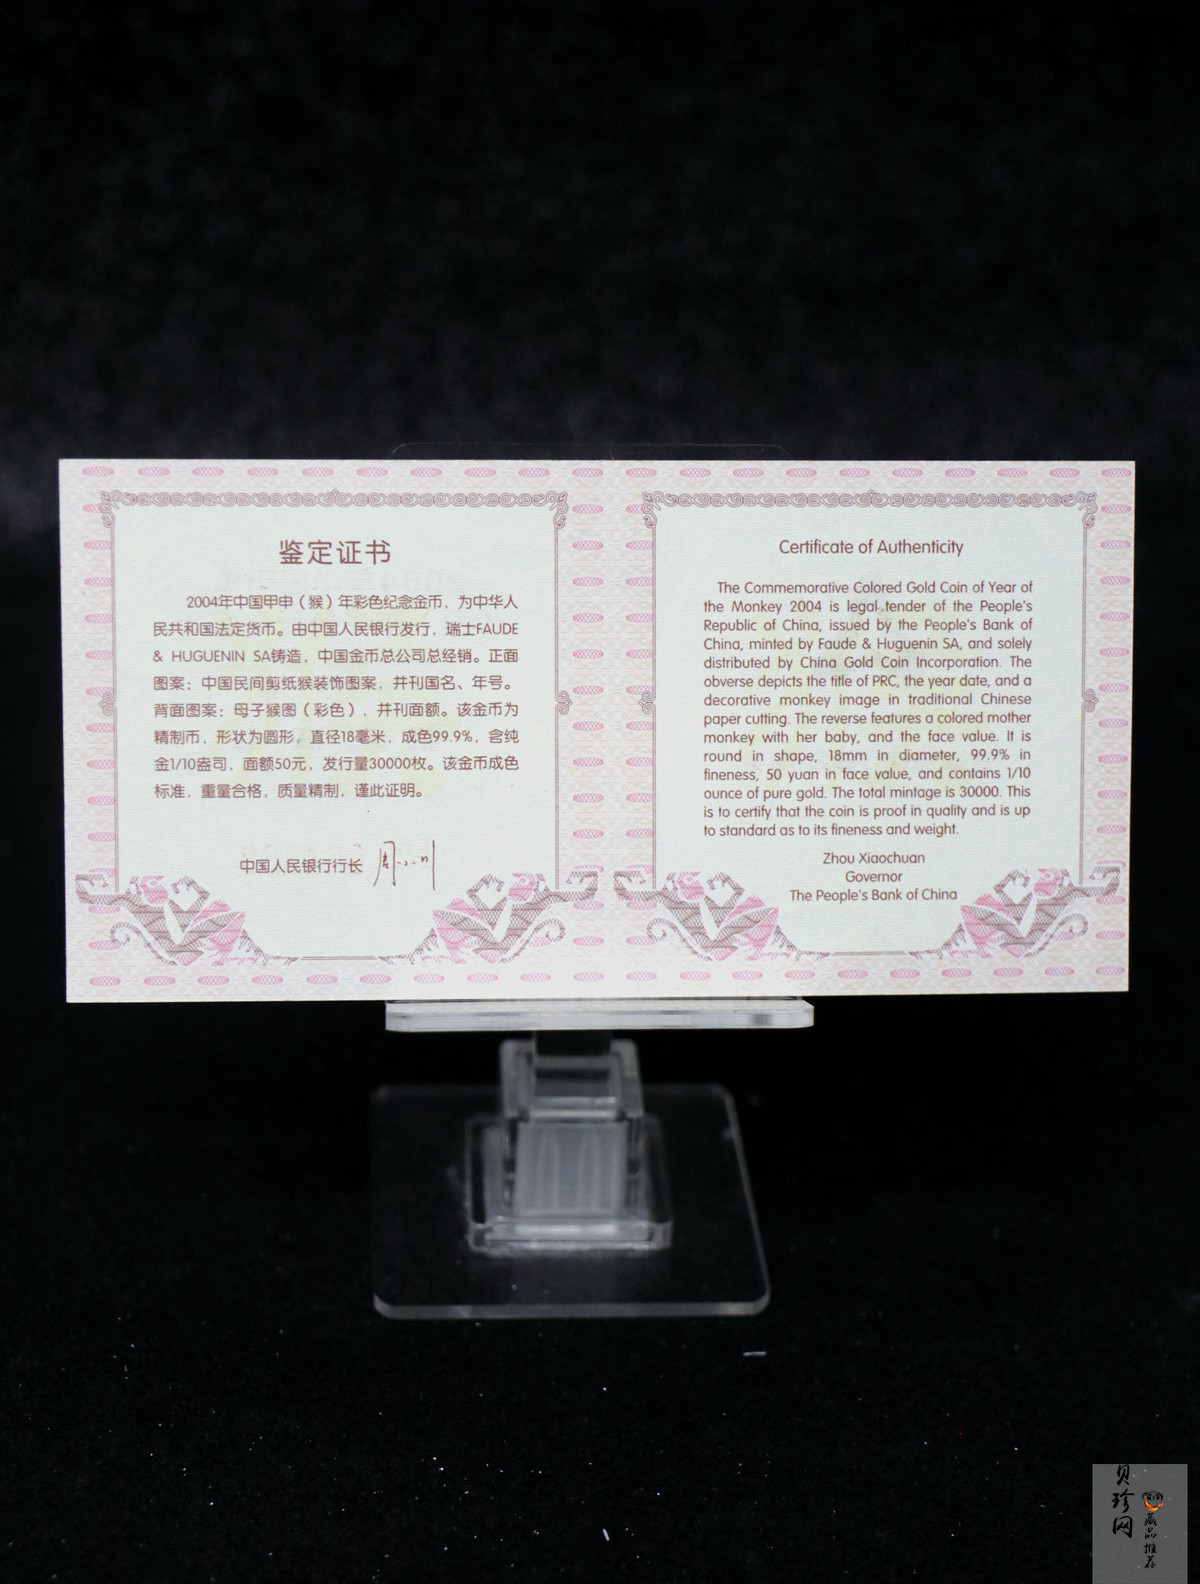 鉴定证书
2004年中国甲申（猴）年彩色纪念金币，为中华人
民共和国法定货币。由中国人民银行发行，瑞士FAUDE
& HUGUENIN SA铸造，中国金币总公司总经销。正面
图案：中国民间剪纸猴装饰图案，并刊国名、年号。
背面图案：母子猴图（彩色），并刊面额。该金币为
精制币，形状为圆形，直径18毫米，成色99.9%，含纯
金1/10盎司，面额50元，发行量30000枚。该金币成色
标准，重量合格，质量精制，谨此证明。
中国人民银行行长 周小川
Certificate of Authenticity
The Commemorative Colored Gold Coin of Year of
the Monkey 2004 is legal tender of the People's
Republic of China, issued by the People's Bank of
China, minted by Faude & Huguenin SA, and solely
distributed by China Gold Coin Incorporation. The
obverse depicts the title of PRC, the year date, and a
decorative monkey image in traditional Chinese
paper cutting. The reverse features a colored mother
monkey with her baby, and the face value. It is
round in shape, 18mm in diameter, 99.9% in
fineness, 50 yuan in face value, and contains 1/10
ounce of pure gold. The total mintage is 30000. This
is to certify that the coin is proof in quality and is up
to standard as to its fineness and weight.
Zhou Xiaochuan
Governor
The People's Bank of China
贝珍网
藏品推荐